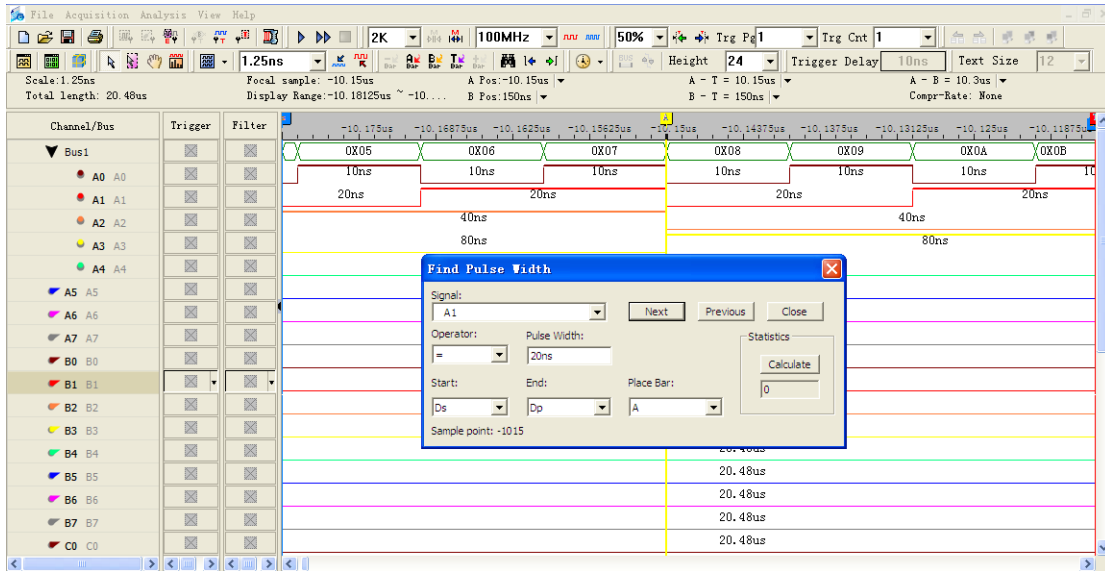 File Acquisition Analysis View Help
2K 100MHz 50% Trg Pg 1 Trg Cnt 1
1.25ns Bar Bar Bar Bar Bar Height 24 Trigger Delay 10ns Text Size 12
Scale:1.25ns Focal sample: -10.15us A Pos:-10.15us A - T = 10.15us A - B = 10.3us
Total length: 20.48us Display Range:-10.18125us ~ -10.... B Pos:150ns B - T = 150ns Compr-Rate: None
Channel/Bus Trigger Filter A
-10.175us -10.16875us -10.1625us -10.15625us -10.15us -10.14375us -10.1375us -10.13125us -10.125us -10.11875us
Bus1 0X05 0X06 0X07 0X08 0X09 0X0A 0X0B
A0 A0 10ns 10ns 10ns 10ns 10ns 10ns 10
A1 A1 20ns 20ns 20ns 20ns
A2 A2 40ns 40ns
A3 A3 80ns 80ns
A4 A4
A5 A5
A6 A6
A7 A7
B0 B0
B1 B1
B2 B2
B3 B3
B4 B4
B5 B5 20.48us
B6 B6 20.48us
B7 B7 20.48us
C0 C0 20.48us
Find Pulse Width
Signal:
A1 Next Previous Close
Operator: Pulse Width: Statistics
= 20ns Calculate
Start: End: Place Bar: 0
Ds Dp A
Sample point: -1015